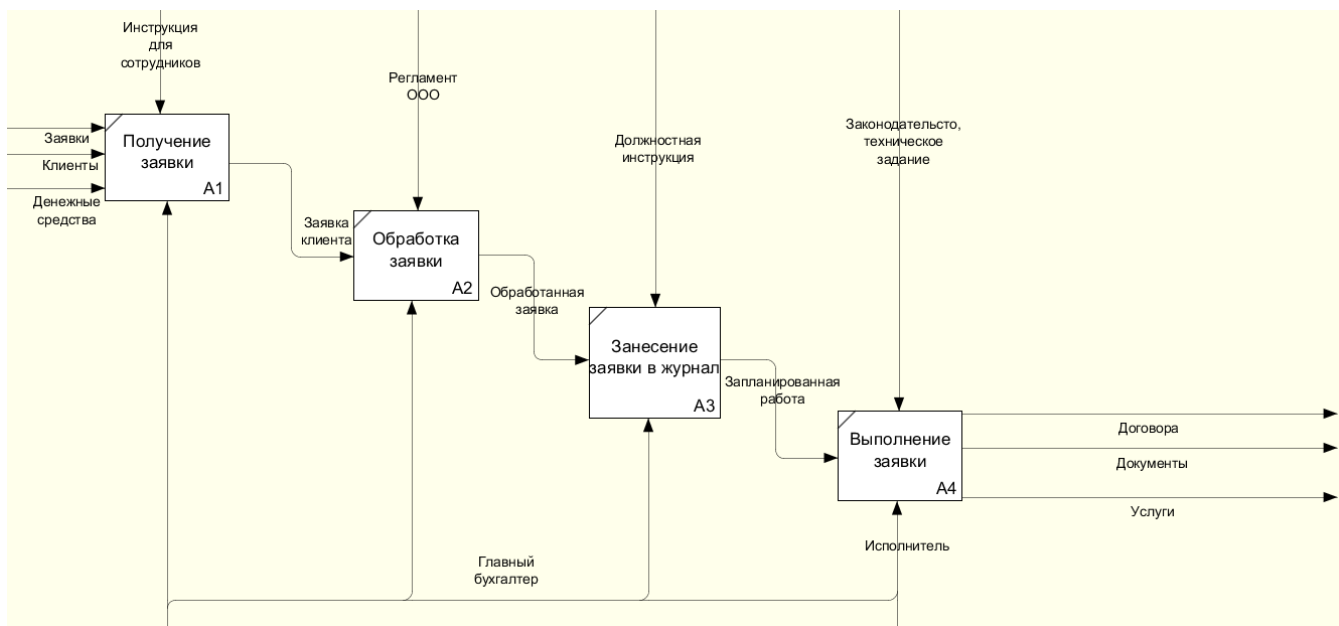 Инструкция
для
сотрудников
Регламент
ООО
Должностная
инструкция
Законодательсто,
техническое
задание
Заявки
Клиенты
Денежные
средства
Получение
заявки
A1
Заявка
клиента
Обработка
заявки
A2
Обработанная
заявка
Занесение
заявки в журнал
A3
Запланированная
работа
Выполнение
заявки
A4
Договора
Документы
Услуги
Исполнитель
Главный
бухгалтер